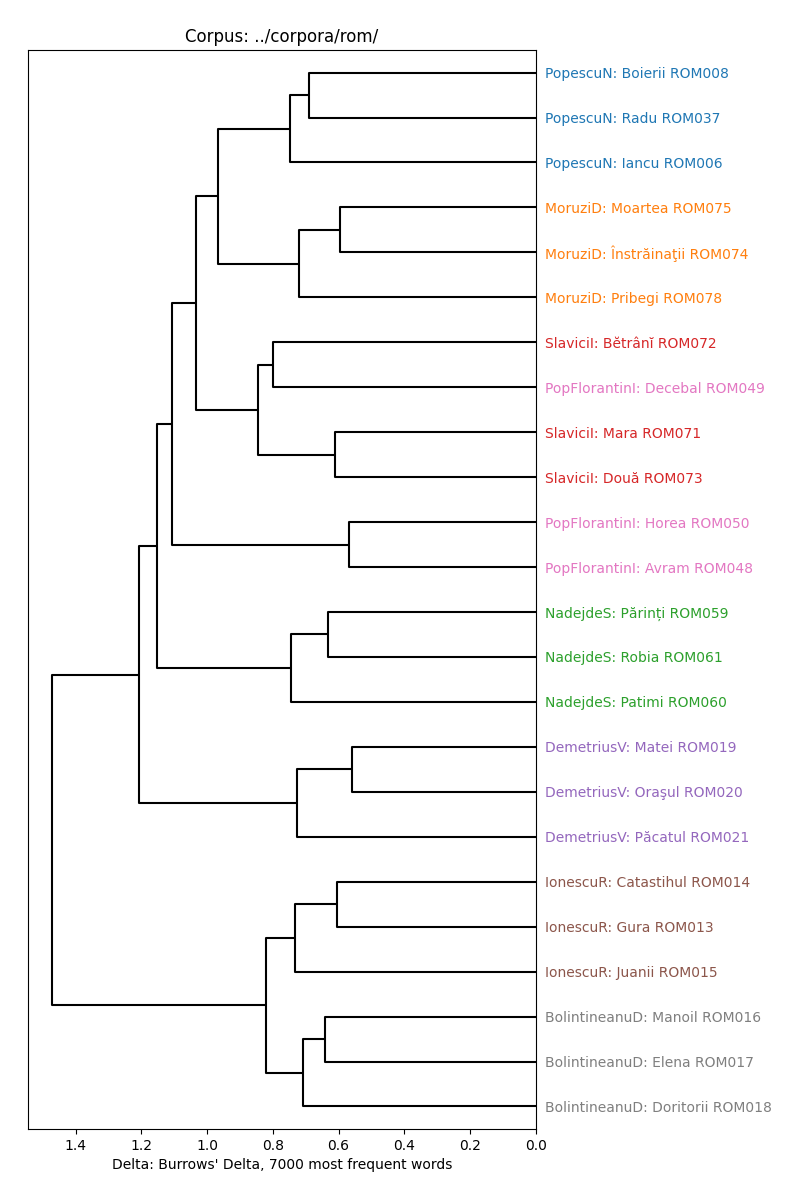 Corpus: ../corpora/rom/
PopescuN: Boierii ROM008
PopescuN: Radu ROM037
PopescuN: Iancu ROM006
MoruziD: Moartea ROM075
MoruziD: Înstrăinaţii ROM074
MoruziD: Pribegi ROM078
SlaviciI: Bĕtrânĭ ROM072
PopFlorantinI: Decebal ROM049
SlaviciI: Mara ROM071
SlaviciI: Două ROM073
PopFlorantinI: Horea ROM050
PopFlorantinI: Avram ROM048
NadejdeS: Părinți ROM059
NadejdeS: Robia ROM061
NadejdeS: Patimi ROM060
DemetriusV: Matei ROM019
DemetriusV: Oraşul ROM020
DemetriusV: Păcatul ROM021
IonescuR: Catastihul ROM014
IonescuR: Gura ROM013
IonescuR: Juanii ROM015
BolintineanuD: Manoil ROM016
BolintineanuD: Elena ROM017
BolintineanuD: Doritorii ROM018
1.4 1.2 1.0 0.8 0.6 0.4 0.2 0.0
Delta: Burrows' Delta, 7000 most frequent words